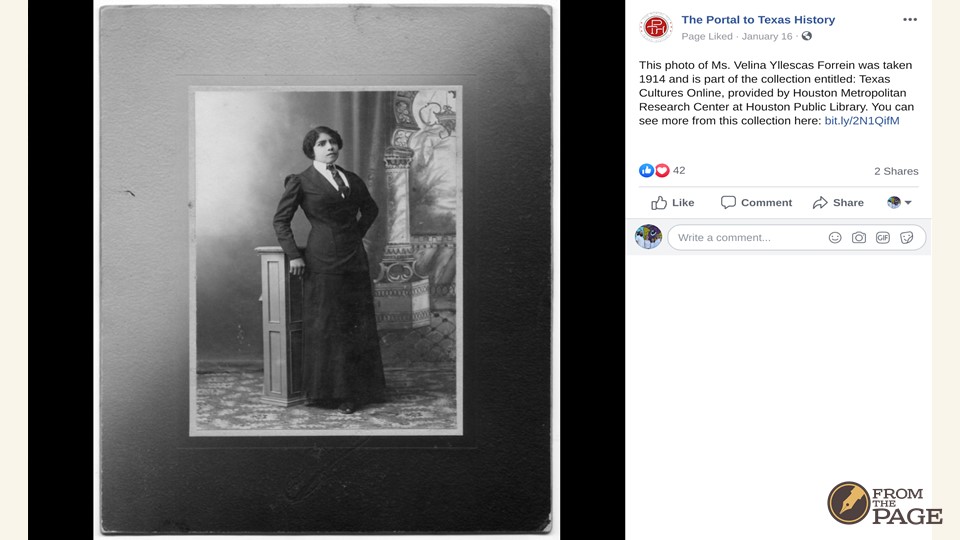 The Portal to Texas History
Page Liked · January 16 ·
This photo of Ms. Velina Yllescas Forrein was taken
1914 and is part of the collection entitled: Texas
Cultures Online, provided by Houston Metropolitan
Research Center at Houston Public Library. You can
see more from this collection here: bit.ly/2N1QifM
42
2 Shares
Like Comment Share
Write a comment...
GIF
FROM
THE
PAGE